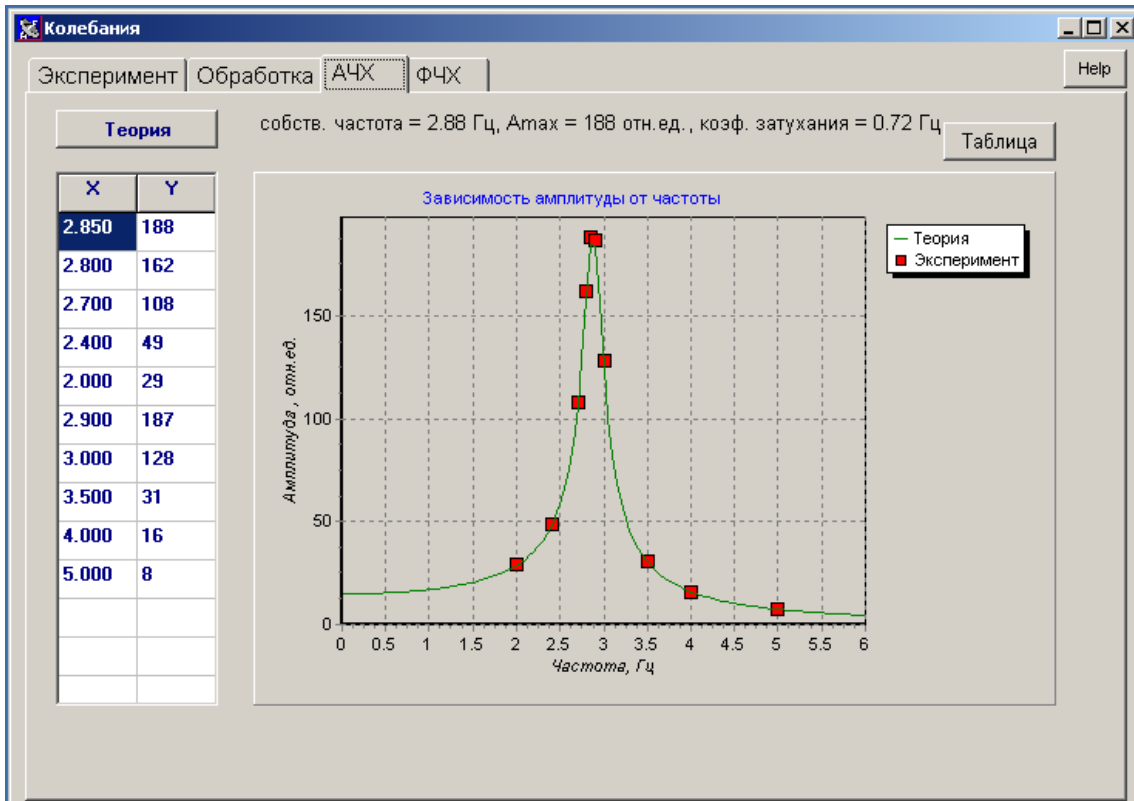 Колебания
Эксперимент Обработка АЧХ ФЧХ Help
Теория
собств. частота = 2.88 Гц, Amax = 188 отн.ед., коэф. затухания = 0.72 Гц
Таблица
X Y
2.850 188
2.800 162
2.700 108
2.400 49
2.000 29
2.900 187
3.000 128
3.500 31
4.000 16
5.000 8
Зависимость амплитуды от частоты
Теория
Эксперимент
Амплитуда , отн.ед.
150
100
50
0
0 0.5 1 1.5 2 2.5 3 3.5 4 4.5 5 5.5 6
Частота, Гц